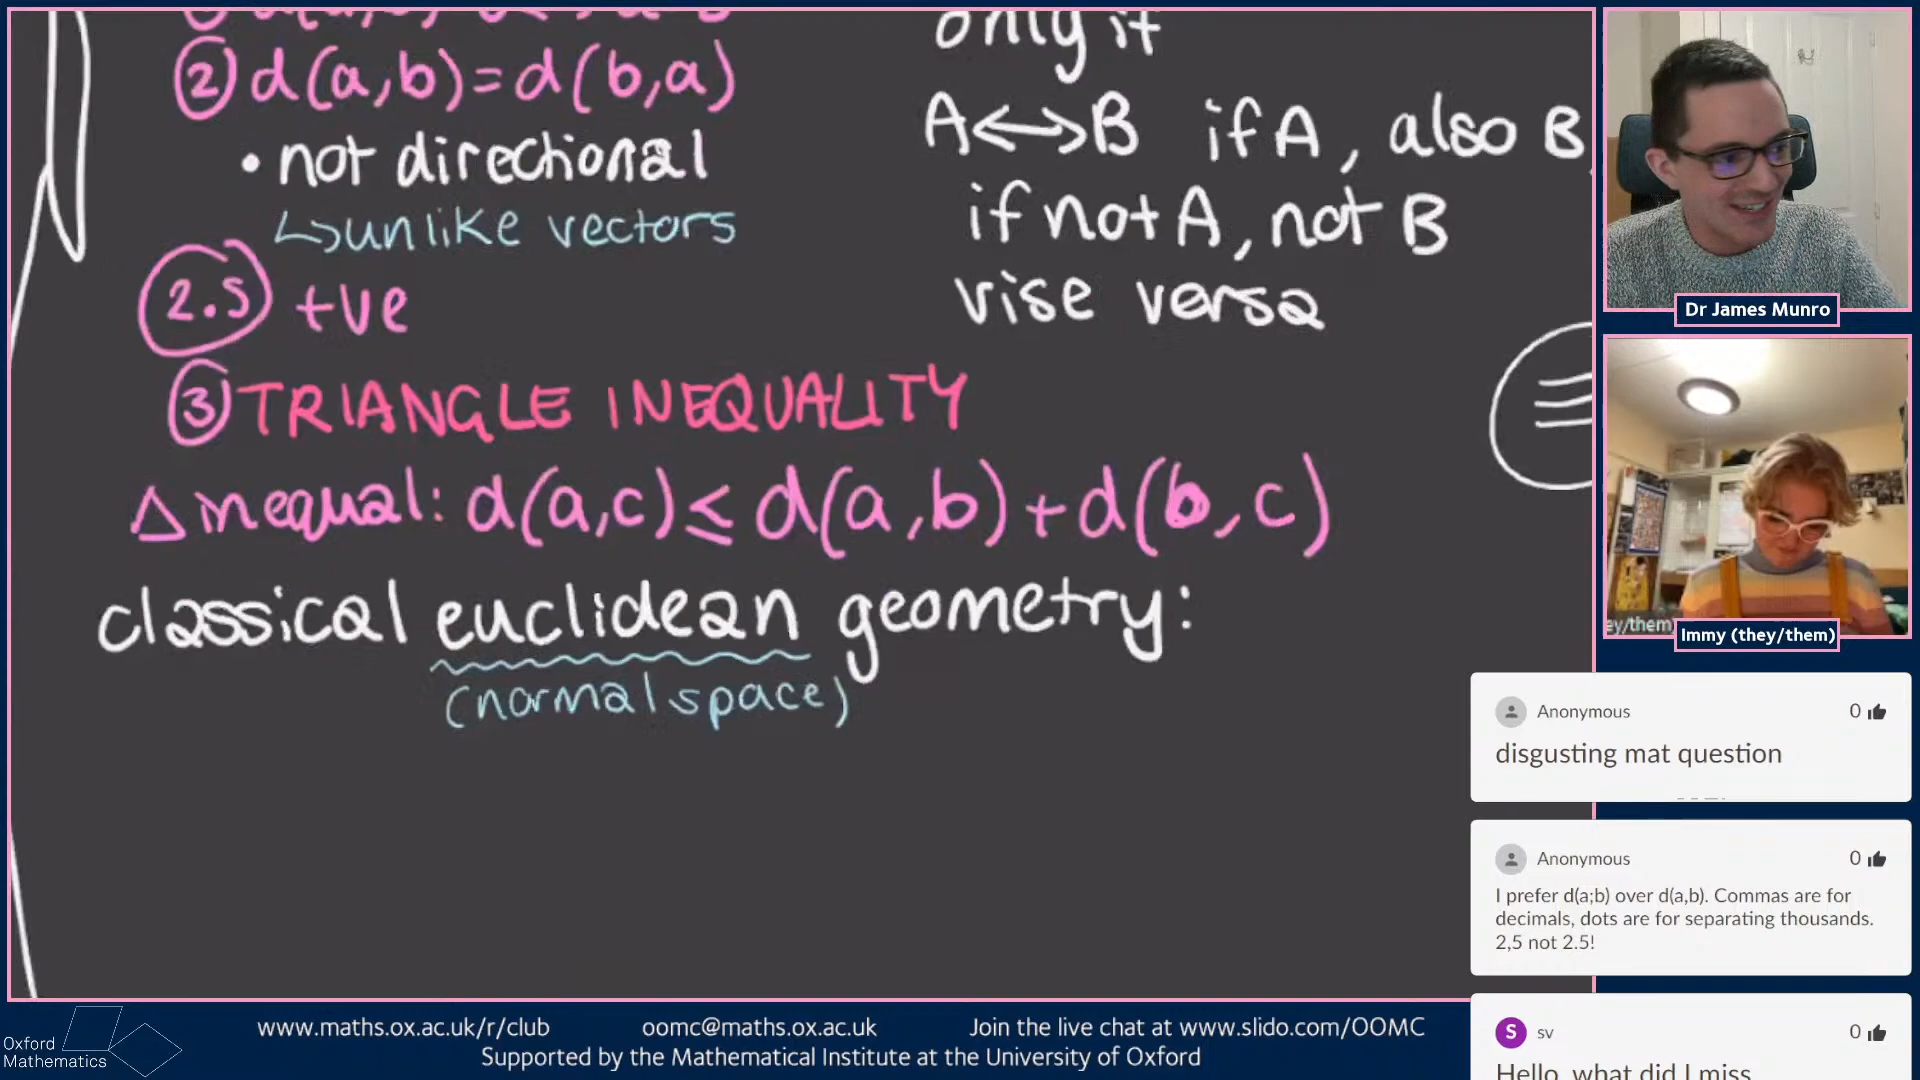 ② d(a,b)=d(b,a)
• not directional
↳unlike vectors
2.5 +ve
③ TRIANGLE INEQUALITY
Δ inequal: d(a,c) ≤ d(a,b)+d(b,c)
classical euclidean geometry:
(normal space)
only if
A⟷B if A, also B
if not A, not B
vise versa
Dr James Munro
ey/them)
Immy (they/them)
Anonymous 0
disgusting mat question
Anonymous 0
I prefer d(a;b) over d(a,b). Commas are for
decimals, dots are for separating thousands.
2,5 not 2.5!
S sv 0
Hello, what did I miss
Oxford
Mathematics
www.maths.ox.ac.uk/r/club oomc@maths.ox.ac.uk Join the live chat at www.slido.com/OOMC
Supported by the Mathematical Institute at the University of Oxford